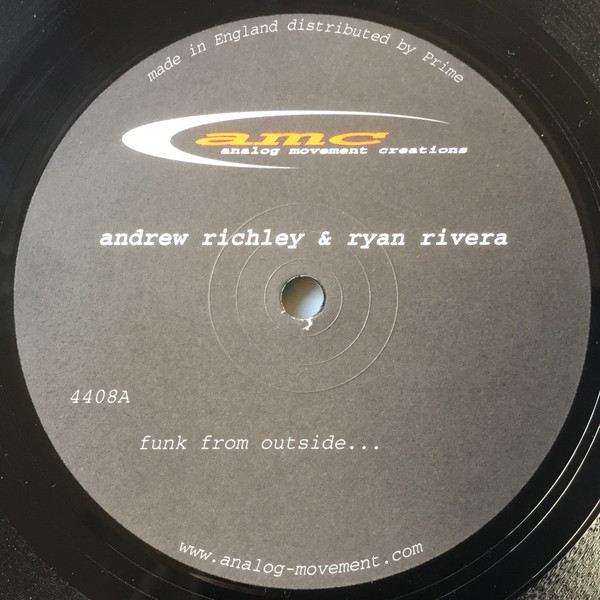 made in England distributed by Prime
amc
analog movement creations
andrew richley & ryan rivera
4408A
funk from outside...
www.analog-movement.com